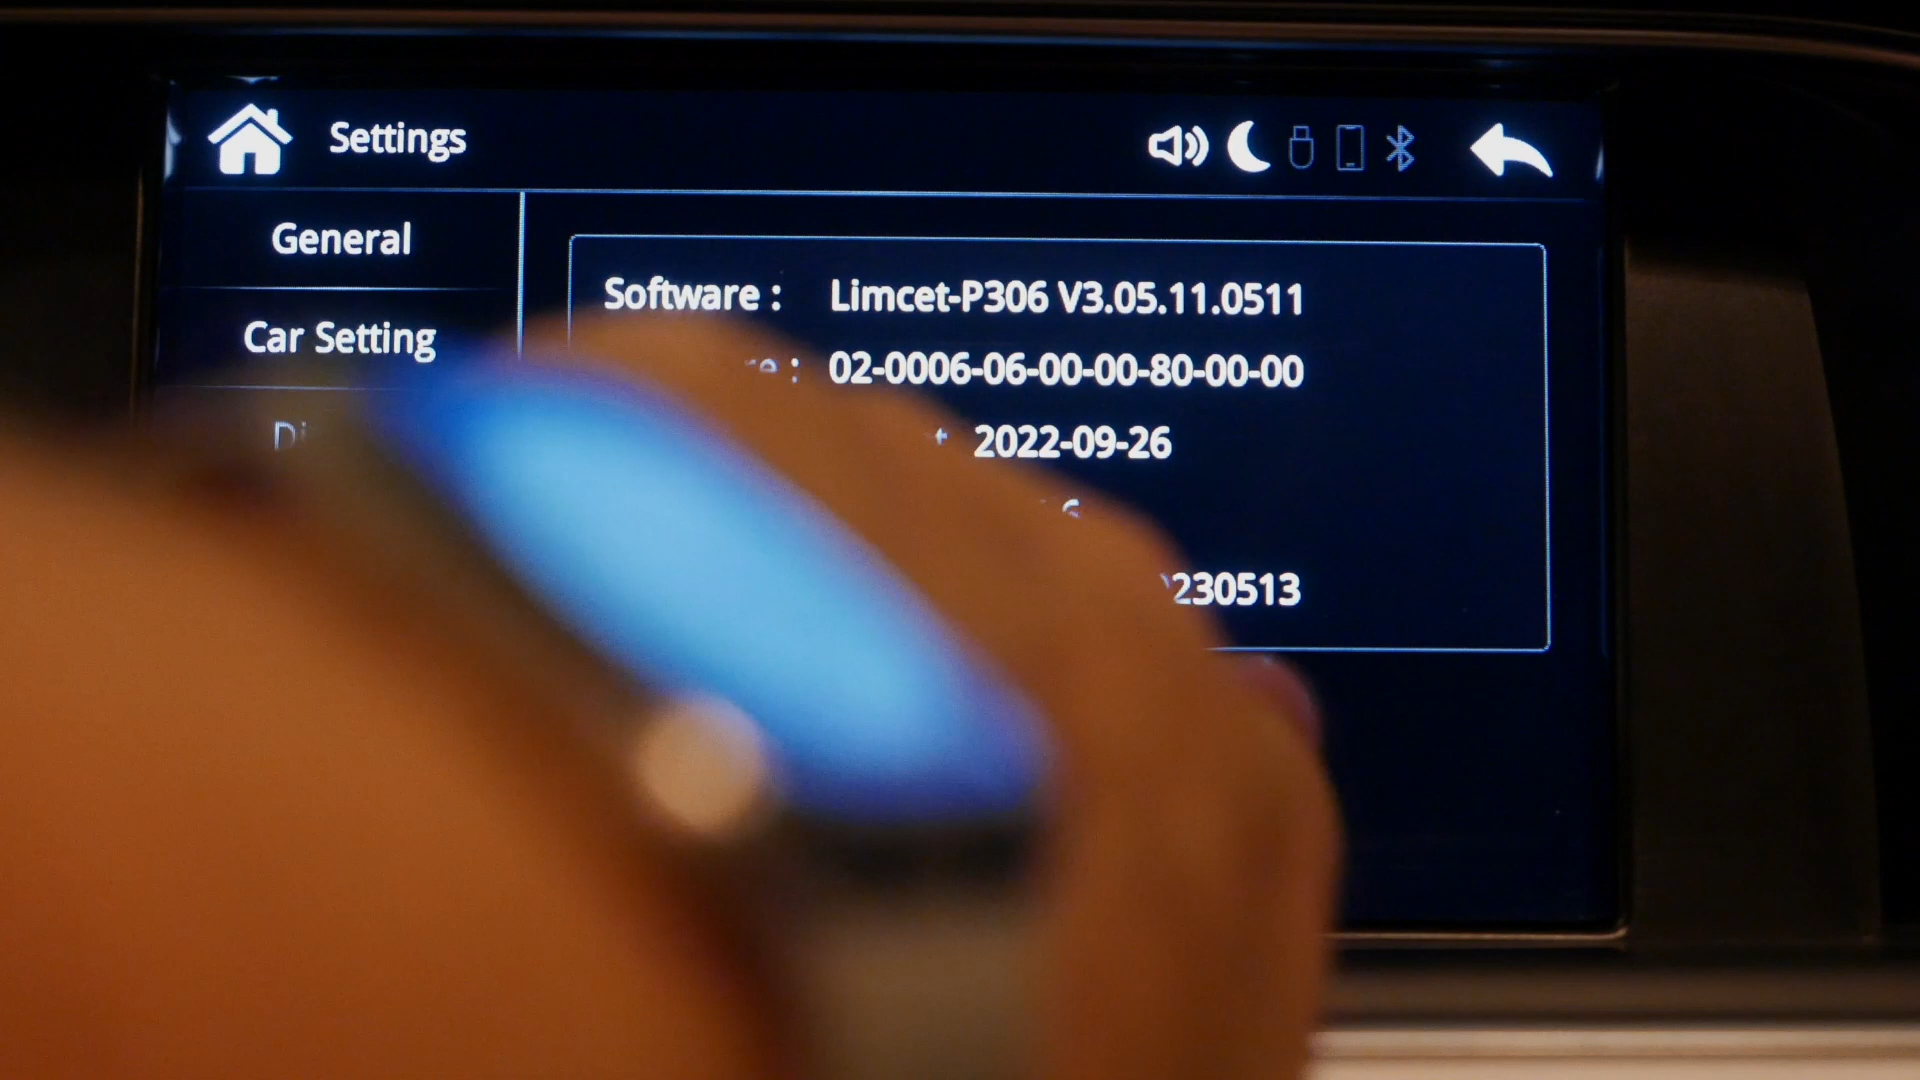 Settings
General
Car Setting
Software : Limcet-P306 V3.05.11.0511
: 02-0006-06-00-00-80-00-00
2022-09-26
230513